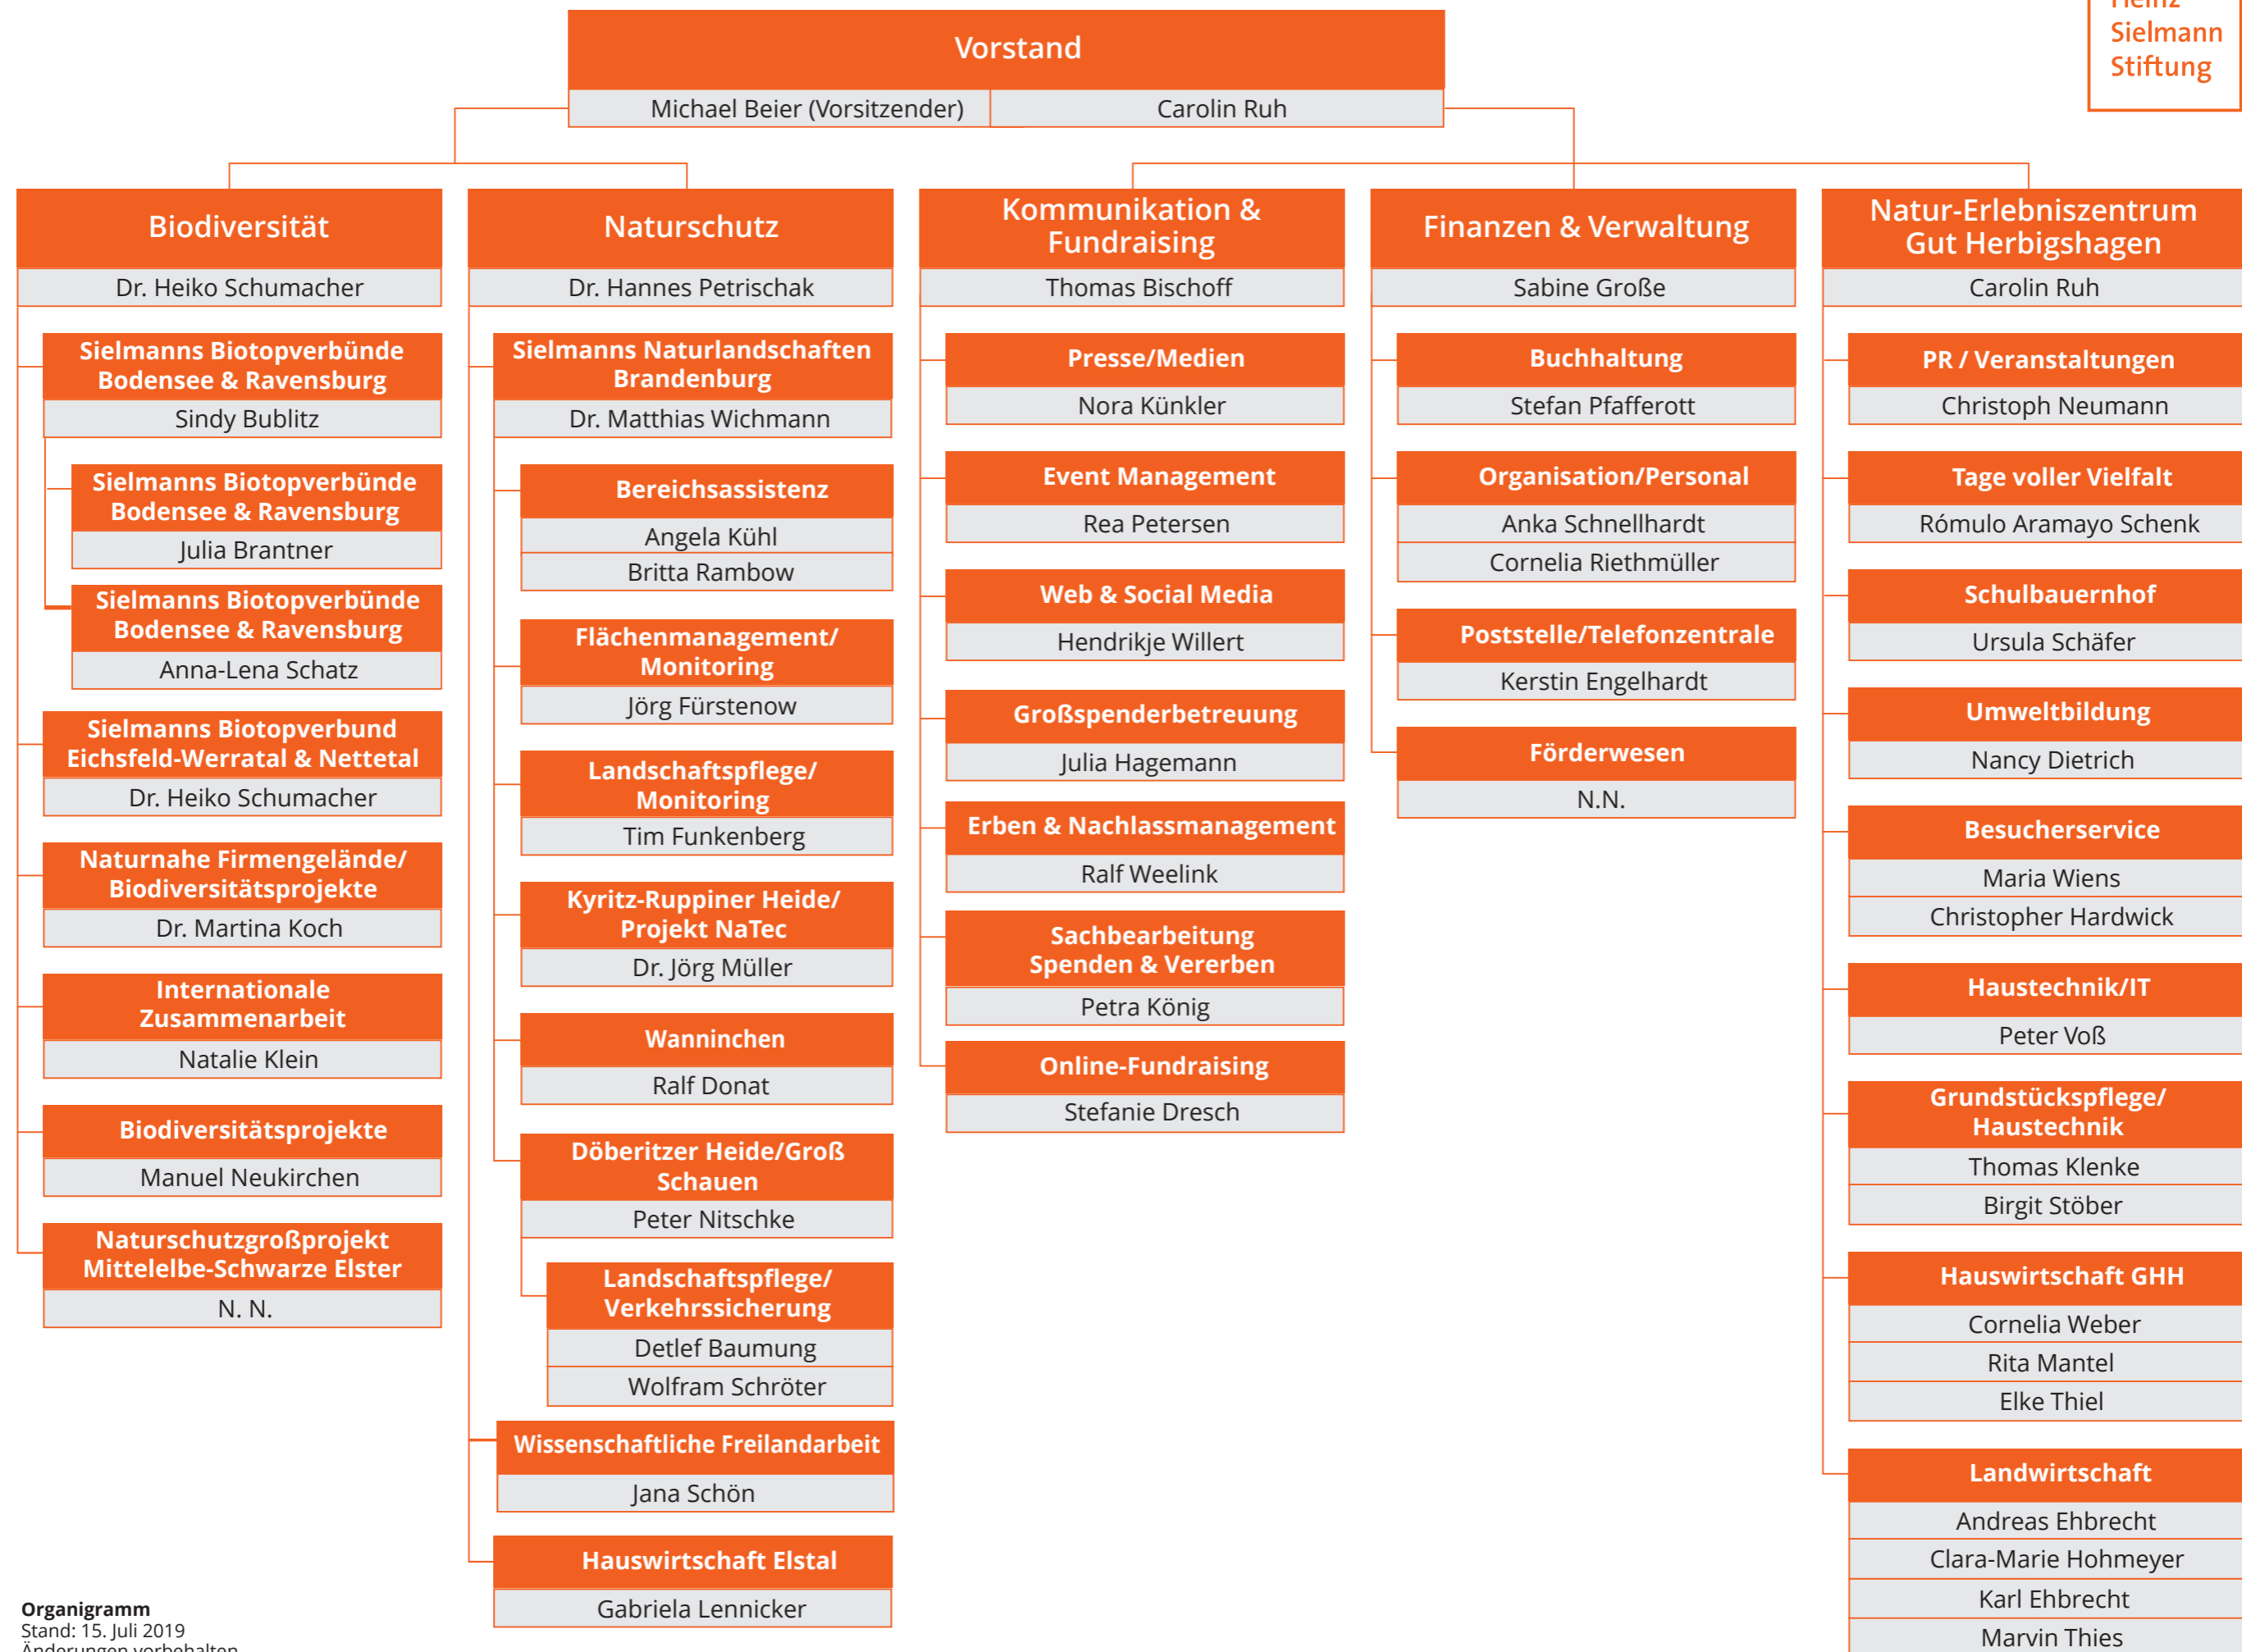 Vorstand
Michael Beier (Vorsitzender)
Carolin Ruh
Heinz
Sielmann
Stiftung
Biodiversität
Dr. Heiko Schumacher
Sielmanns Biotopverbünde
Bodensee & Ravensburg
Sindy Bublitz
Sielmanns Biotopverbünde
Bodensee & Ravensburg
Julia Brantner
Sielmanns Biotopverbünde
Bodensee & Ravensburg
Anna-Lena Schatz
Sielmanns Biotopverbund
Eichsfeld-Werratal & Nettetal
Dr. Heiko Schumacher
Naturnahe Firmengelände/
Biodiversitätsprojekte
Dr. Martina Koch
Internationale
Zusammenarbeit
Natalie Klein
Biodiversitätsprojekte
Manuel Neukirchen
Naturschutzgroßprojekt
Mittelelbe-Schwarze Elster
N. N.
Naturschutz
Dr. Hannes Petrischak
Sielmanns Naturlandschaften
Brandenburg
Dr. Matthias Wichmann
Bereichsassistenz
Angela Kühl
Britta Rambow
Flächenmanagement/
Monitoring
Jörg Fürstenow
Landschaftspflege/
Monitoring
Tim Funkenberg
Kyritz-Ruppiner Heide/
Projekt NaTec
Dr. Jörg Müller
Wanninchen
Ralf Donat
Döberitzer Heide/Groß
Schauen
Peter Nitschke
Landschaftspflege/
Verkehrssicherung
Detlef Baumung
Wolfram Schröter
Wissenschaftliche Freilandarbeit
Jana Schön
Hauswirtschaft Elstal
Gabriela Lennicker
Kommunikation &
Fundraising
Thomas Bischoff
Presse/Medien
Nora Künkler
Event Management
Rea Petersen
Web & Social Media
Hendrikje Willert
Großspenderbetreuung
Julia Hagemann
Erben & Nachlassmanagement
Ralf Weelink
Sachbearbeitung
Spenden & Vererben
Petra König
Online-Fundraising
Stefanie Dresch
Finanzen & Verwaltung
Sabine Große
Buchhaltung
Stefan Pfafferott
Organisation/Personal
Anka Schnellhardt
Cornelia Riethmüller
Poststelle/Telefonzentrale
Kerstin Engelhardt
Förderwesen
N.N.
Natur-Erlebniszentrum
Gut Herbigshagen
Carolin Ruh
PR / Veranstaltungen
Christoph Neumann
Tage voller Vielfalt
Rómulo Aramayo Schenk
Schulbauernhof
Ursula Schäfer
Umweltbildung
Nancy Dietrich
Besucherservice
Maria Wiens
Christopher Hardwick
Haustechnik/IT
Peter Voß
Grundstückspflege/
Haustechnik
Thomas Klenke
Birgit Stöber
Hauswirtschaft GHH
Cornelia Weber
Rita Mantel
Elke Thiel
Landwirtschaft
Andreas Ehbrecht
Clara-Marie Hohmeyer
Karl Ehbrecht
Marvin Thies
Organigramm
Stand: 15. Juli 2019
Änderungen vorbehalten